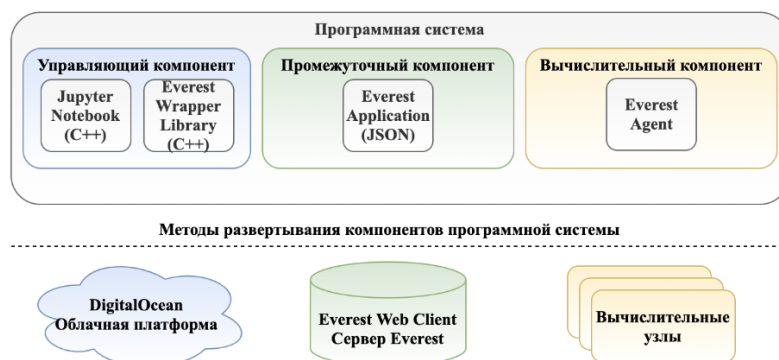 Программная система
Управляющий компонент
Jupyter
Notebook
(C++)
Everest
Wrapper
Library
(C++)
Промежуточный компонент
Everest
Application
(JSON)
Вычислительный компонент
Everest
Agent
Методы развертывания компонентов программной системы
DigitalOcean
Облачная платформа
Everest Web Client
Сервер Everest
Вычислительные
узлы